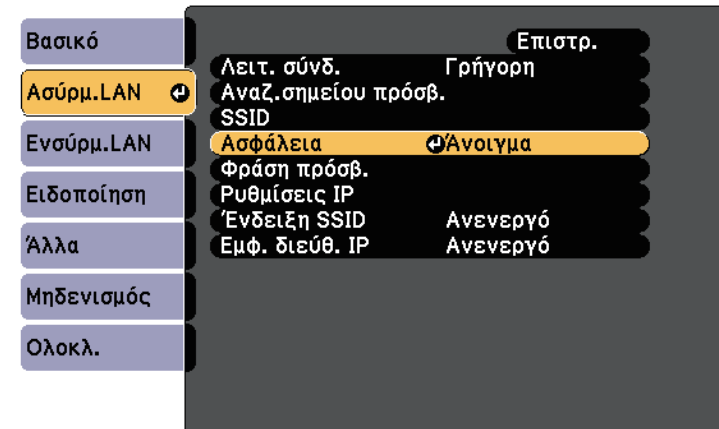 Βασικό
Ασύρμ.LAN
Ενσύρμ.LAN
Ειδοποίηση
Άλλα
Μηδενισμός
Ολοκλ.
Επιστρ.
Λειτ. σύνδ. Γρήγορη
Αναζ.σημείου πρόσβ.
SSID
Ασφάλεια Άνοιγμα
Φράση πρόσβ.
Ρυθμίσεις IP
Ένδειξη SSID Ανενεργό
Εμφ. διεύθ. IP Ανενεργό